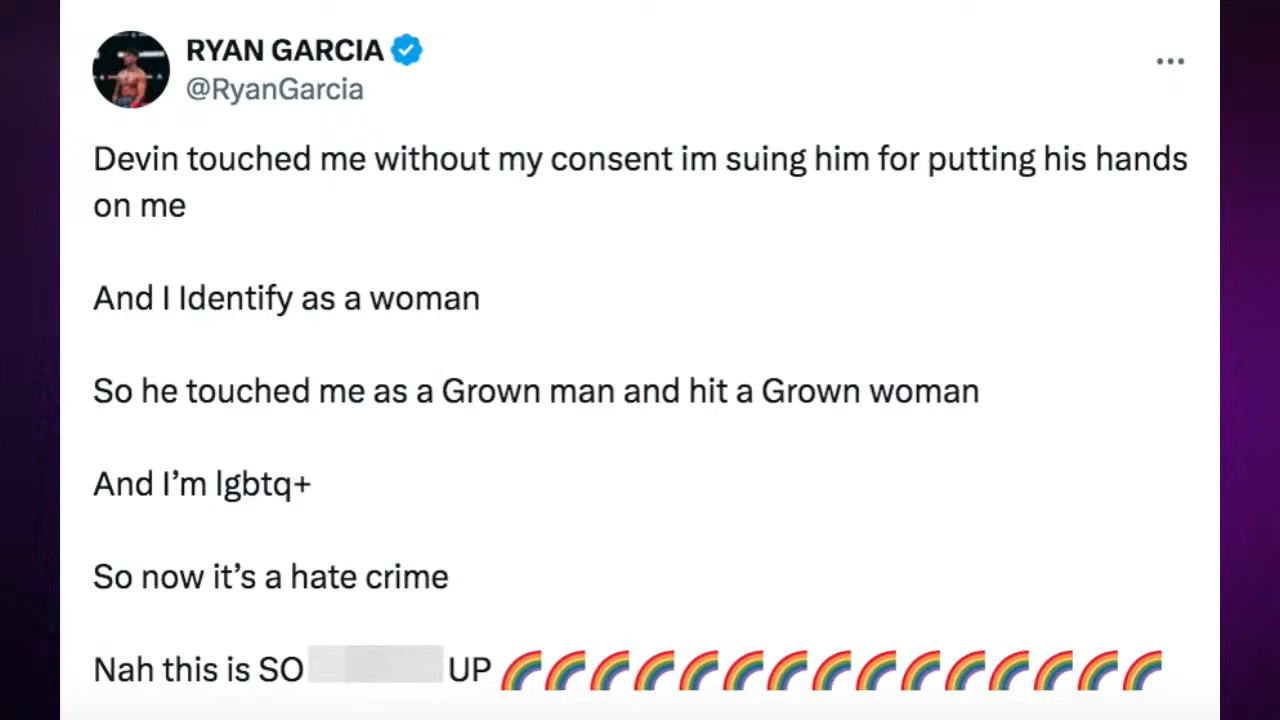 RYAN GARCIA
@RyanGarcia
Devin touched me without my consent im suing him for putting his hands
on me
And I Identify as a woman
So he touched me as a Grown man and hit a Grown woman
And I’m lgbtq+
So now it’s a hate crime
Nah this is SO UP 🌈🌈🌈🌈🌈🌈🌈🌈🌈🌈🌈🌈🌈🌈🌈